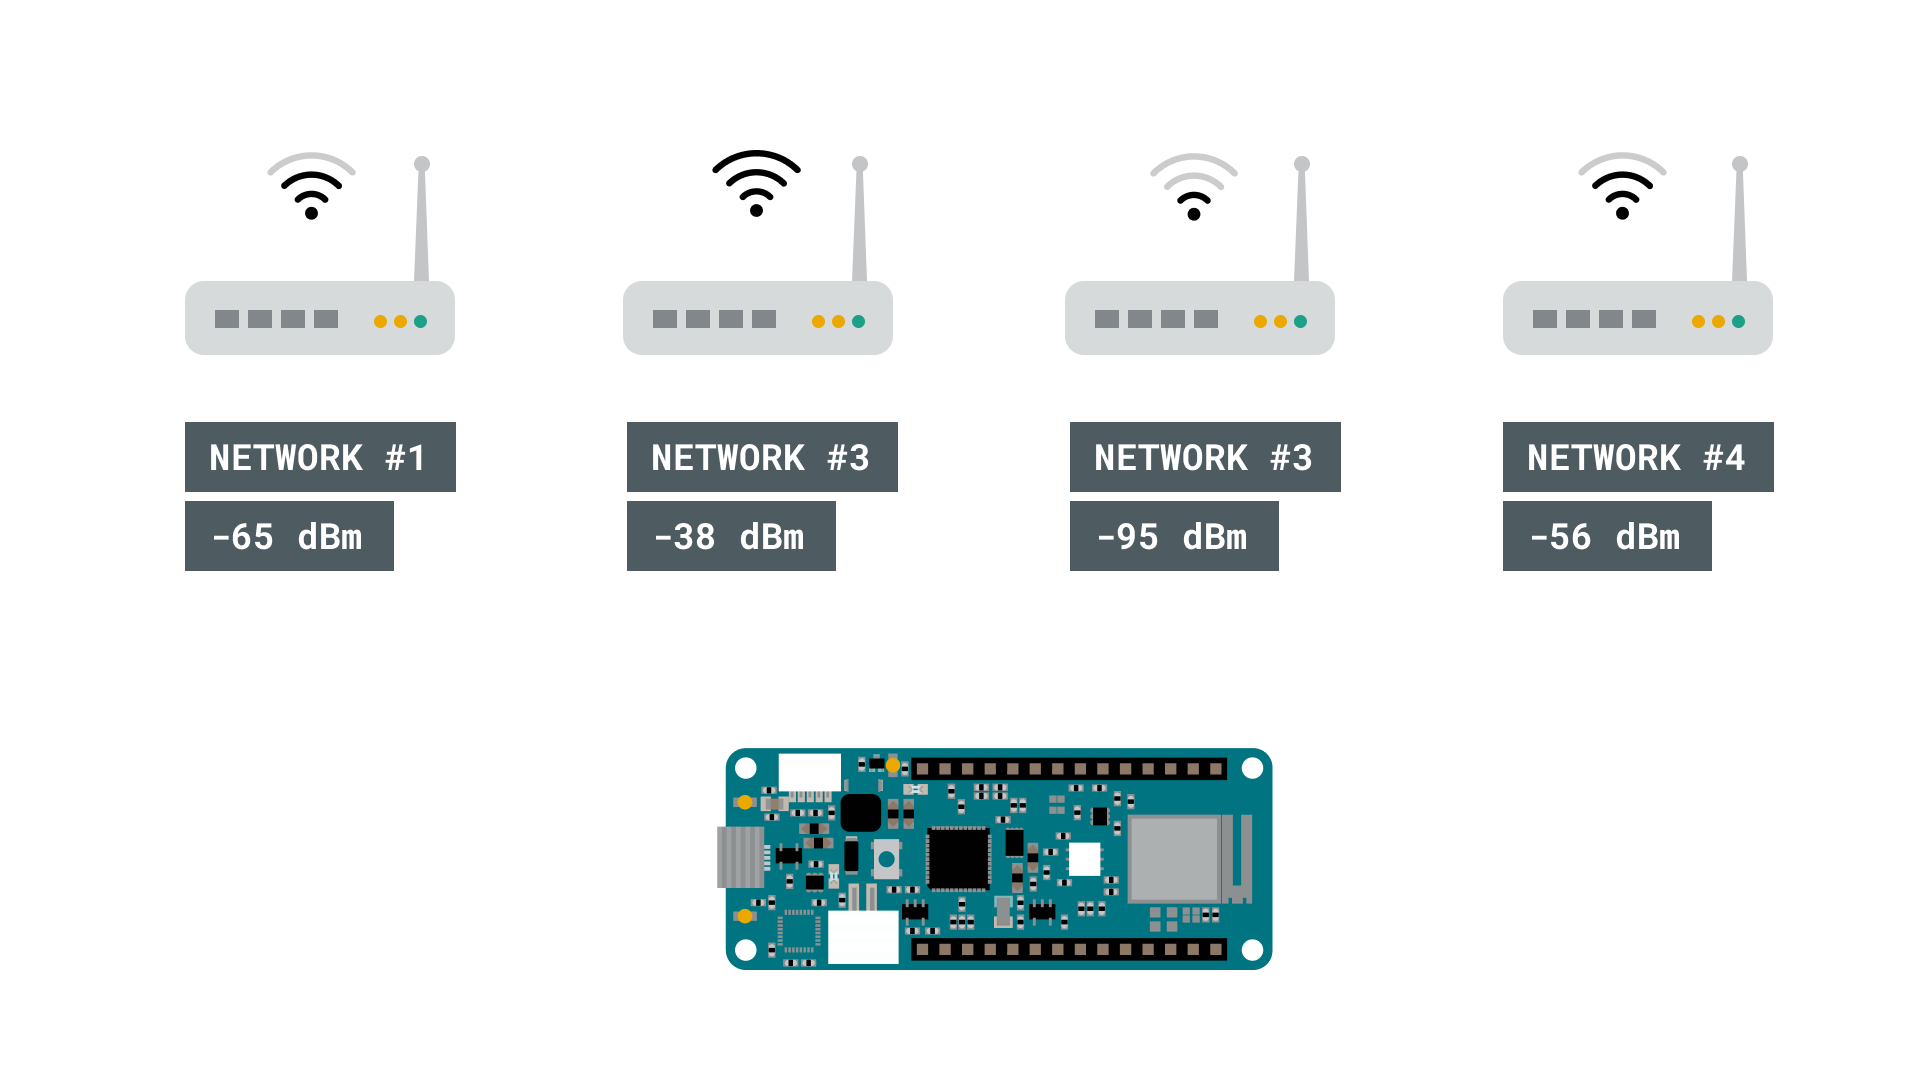 NETWORK #1
-65 dBm
NETWORK #3
-38 dBm
NETWORK #3
-95 dBm
NETWORK #4
-56 dBm